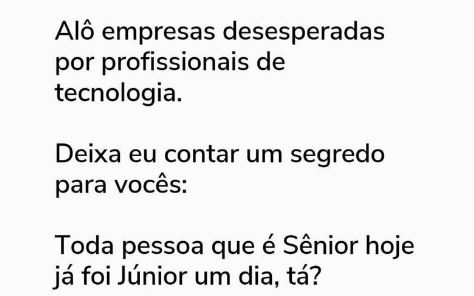 Alô empresas desesperadas
por profissionais de
tecnologia.
Deixa eu contar um segredo
para vocês:
Toda pessoa que é Sênior hoje
já foi Júnior um dia, tá?